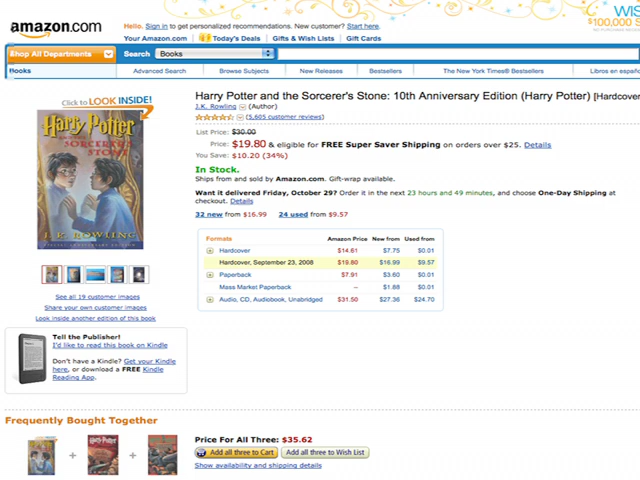 amazon.com
Hello. Sign in to get personalized recommendations. New customer? Start here.
WIS
$100,000 S
Your Amazon.com
Today's Deals
Gifts & Wish Lists
Gift Cards
Shop All Departments
Search
Books
Books
Advanced Search
Browse Subjects
New Releases
Bestsellers
The New York Times® Bestsellers
Libros en español
Click to LOOK INSIDE!
Harry Potter
AND THE
SORCERER'S
STONE
J. K. ROWLING
Harry Potter and the Sorcerer's Stone: 10th Anniversary Edition (Harry Potter) [Hardcover
J.K. Rowling (Author)
(5,605 customer reviews)
List Price: $30.00
Price: $19.80 & eligible for FREE Super Saver Shipping on orders over $25. Details
You Save: $10.20 (34%)
In Stock.
Ships from and sold by Amazon.com. Gift-wrap available.
Want it delivered Friday, October 29? Order it in the next 23 hours and 49 minutes, and choose One-Day Shipping at
checkout. Details
32 new from $16.99 24 used from $9.57
Formats Amazon Price New from Used from
Hardcover $14.61 $7.75 $0.01
Hardcover, September 23, 2008 $19.80 $16.99 $9.57
Paperback $7.91 $3.60 $0.01
Mass Market Paperback -- $1.88 $0.01
Audio, CD, Audiobook, Unabridged $31.50 $27.36 $24.70
See all 19 customer images
Share your own customer images
Look inside another edition of this book
Tell the Publisher!
I'd like to read this book on Kindle
Don't have a Kindle? Get your Kindle
here, or download a FREE Kindle
Reading App.
Frequently Bought Together
Price For All Three: $35.62
Add all three to Cart
Add all three to Wish List
Show availability and shipping details